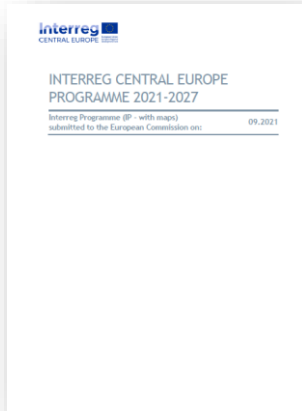 Interreg
CENTRAL EUROPE
INTERREG CENTRAL EUROPE
PROGRAMME 2021-2027
Interreg Programme (IP - with maps)
submitted to the European Commission on:
09.2021